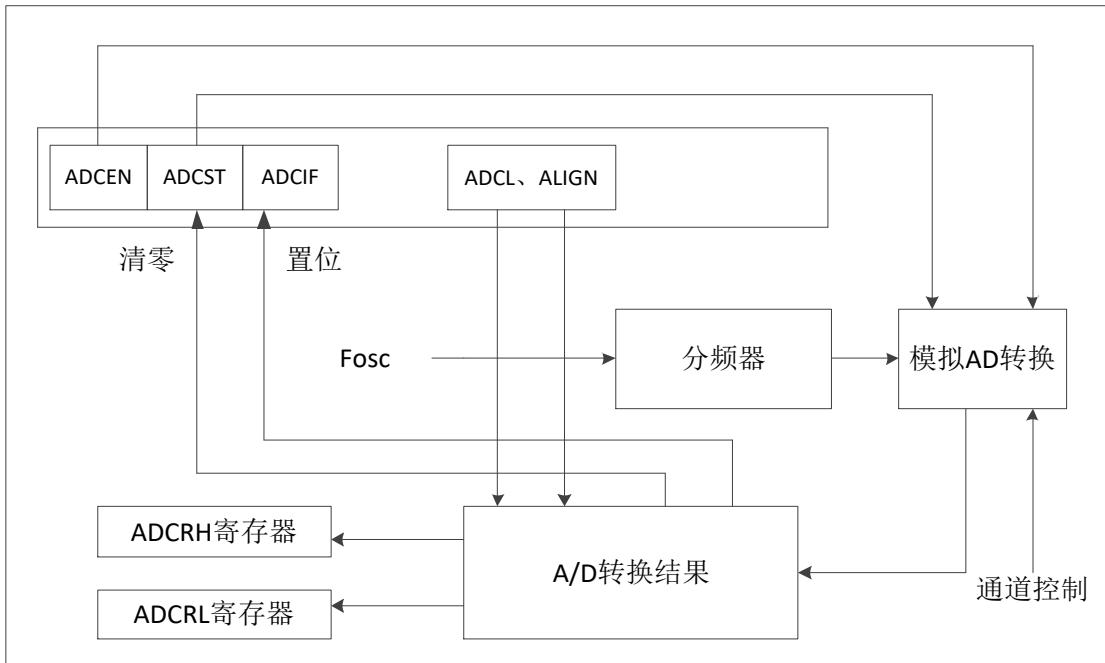 ADCEN
ADCST
ADCIF
ADCL、ALIGN
清零
置位
Fosc
分频器
模拟AD转换
ADCRH寄存器
A/D转换结果
ADCRL寄存器
通道控制